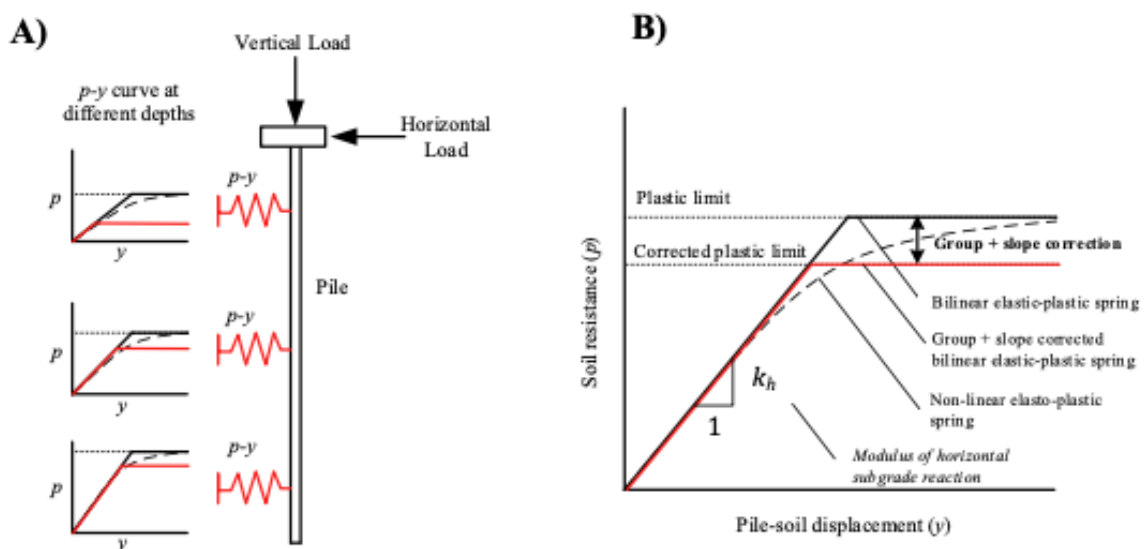 A)
Vertical Load
p-y curve at
different depths
Horizontal
Load
p-y
p
y
Pile
p-y
p
y
p-y
p
y
B)
Soil resistance (p)
Plastic limit
Corrected plastic limit
Group + slope correction
Bilinear elastic-plastic spring
Group + slope corrected
bilinear elastic-plastic spring
Non-linear elasto-plastic
spring
k_h
1
Modulus of horizontal
subgrade reaction
Pile-soil displacement (y)